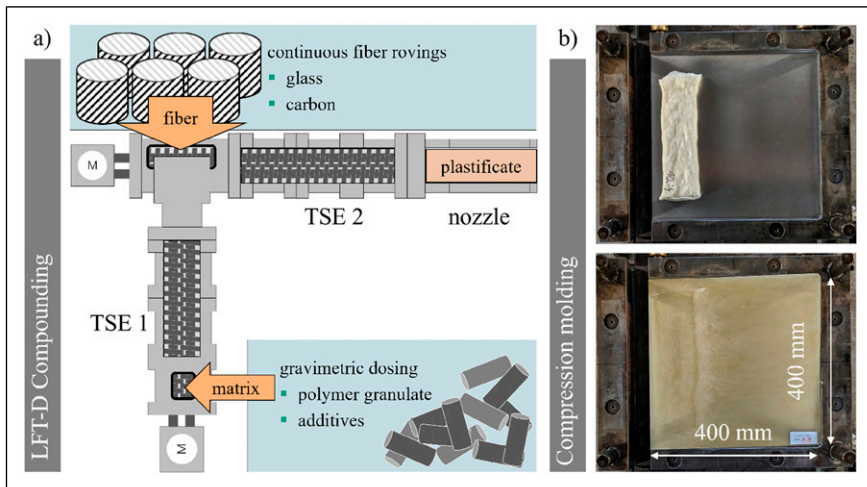 a)
LFT-D Compounding
continuous fiber rovings
glass
carbon
fiber
M
plastificate
TSE 2
nozzle
TSE 1
gravimetric dosing
polymer granulate
additives
matrix
M
b)
Compression molding
400 mm
400 mm